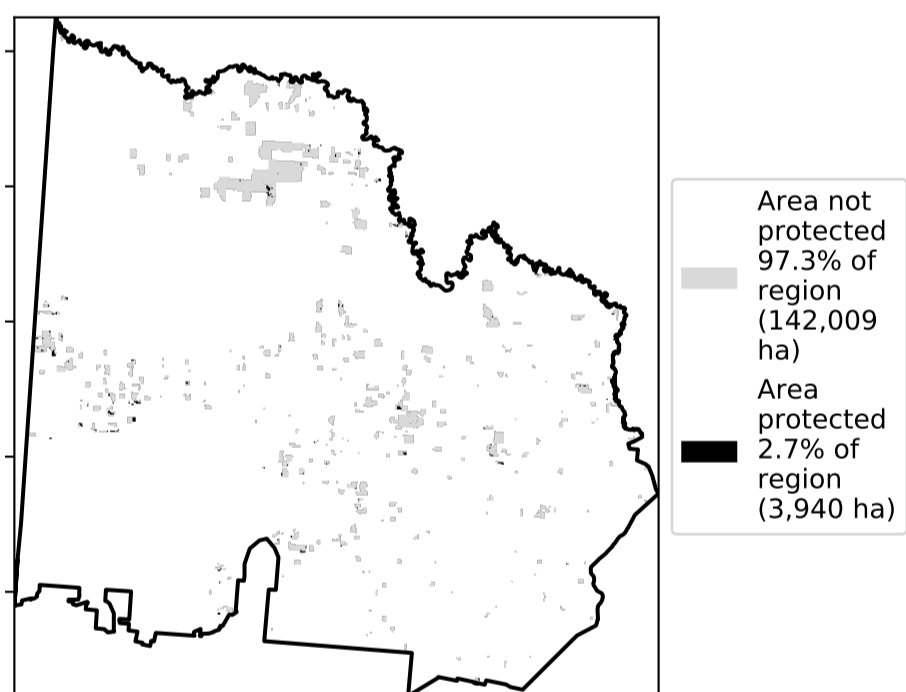 Area not
protected
97.3% of
region
(142,009
ha)
Area
protected
2.7% of
region
(3,940 ha)